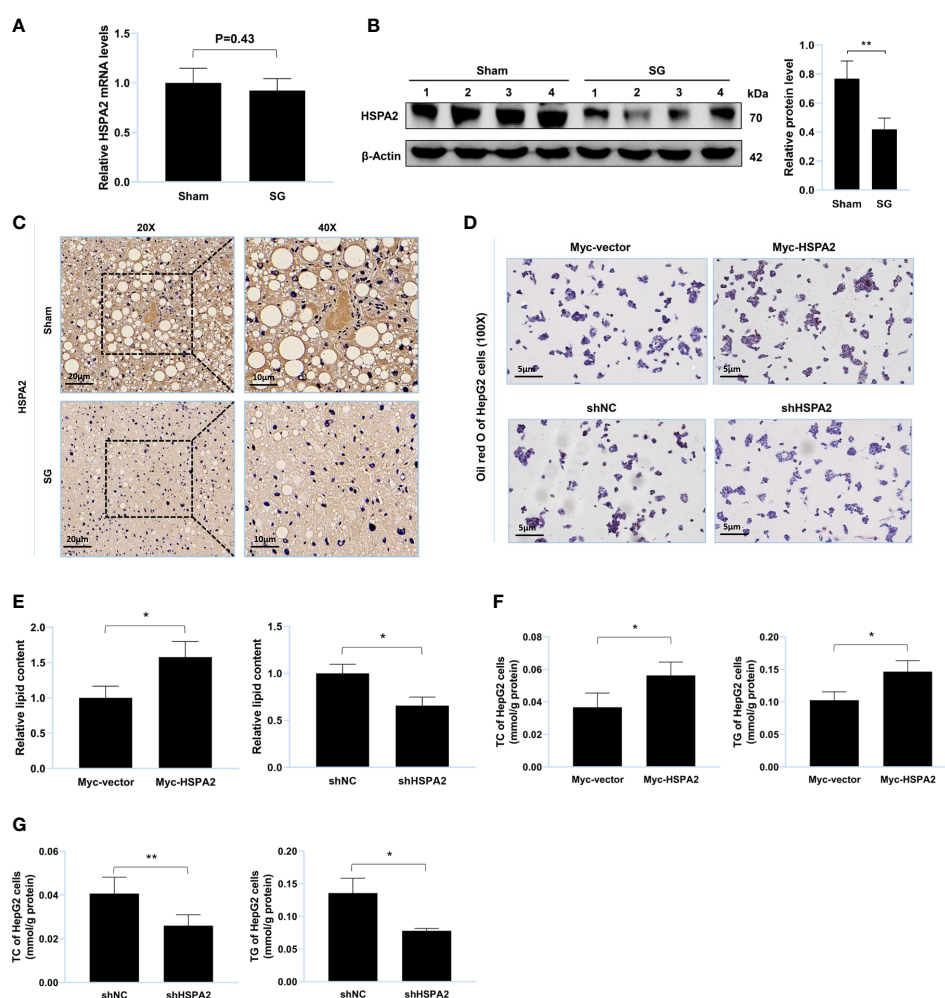 A
Relative HSPA2 mRNA levels
1.5
1.0
0.5
0.0
P=0.43
Sham
SG
B
Sham
SG
1
2
3
4
1
2
3
4
kDa
HSPA2
70
β-Actin
42
Relative protein level
1.0
0.8
0.6
0.4
0.2
0.0
**
Sham
SG
C
20X
40X
HSPA2
Sham
20μm
10μm
SG
20μm
10μm
D
Oil red O of HepG2 cells (100X)
Myc-vector
Myc-HSPA2
5μm
5μm
shNC
shHSPA2
5μm
5μm
E
Relative lipid content
2.0
1.5
1.0
0.5
0.0
*
Myc-vector
Myc-HSPA2
Relative lipid content
1.5
1.0
0.5
0.0
*
shNC
shHSPA2
F
TC of HepG2 cells
(mmol/g protein)
0.08
0.06
0.04
0.02
0.00
*
Myc-vector
Myc-HSPA2
TG of HepG2 cells
(mmol/g protein)
0.20
0.15
0.10
0.05
0.00
*
Myc-vector
Myc-HSPA2
G
TC of HepG2 cells
(mmol/g protein)
0.06
0.04
0.02
0.00
**
shNC
shHSPA2
TG of HepG2 cells
(mmol/g protein)
0.20
0.15
0.10
0.05
0.00
*
shNC
shHSPA2